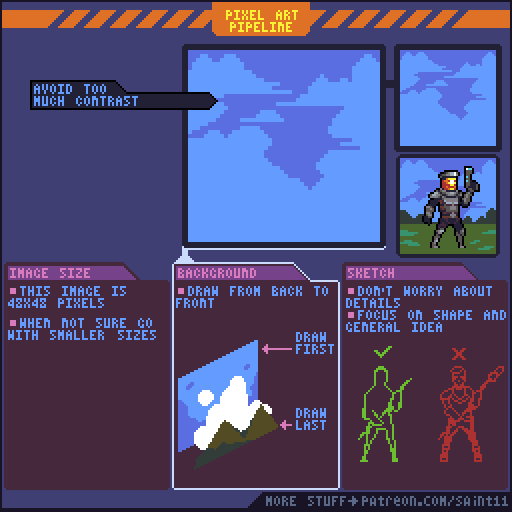 PIXEL ART
PIPELINE
AVOID TOO
MUCH CONTRAST
IMAGE SIZE
THIS IMAGE IS
48X48 PIXELS
WHEN NOT SURE GO
WITH SMALLER SIZES
BACKGROUND
DRAW FROM BACK TO
FRONT
DRAW
FIRST
DRAW
LAST
SKETCH
DON'T WORRY ABOUT
DETAILS
FOCUS ON SHAPE AND
GENERAL IDEA
MORE STUFF→PATREON.COM/SAINT11